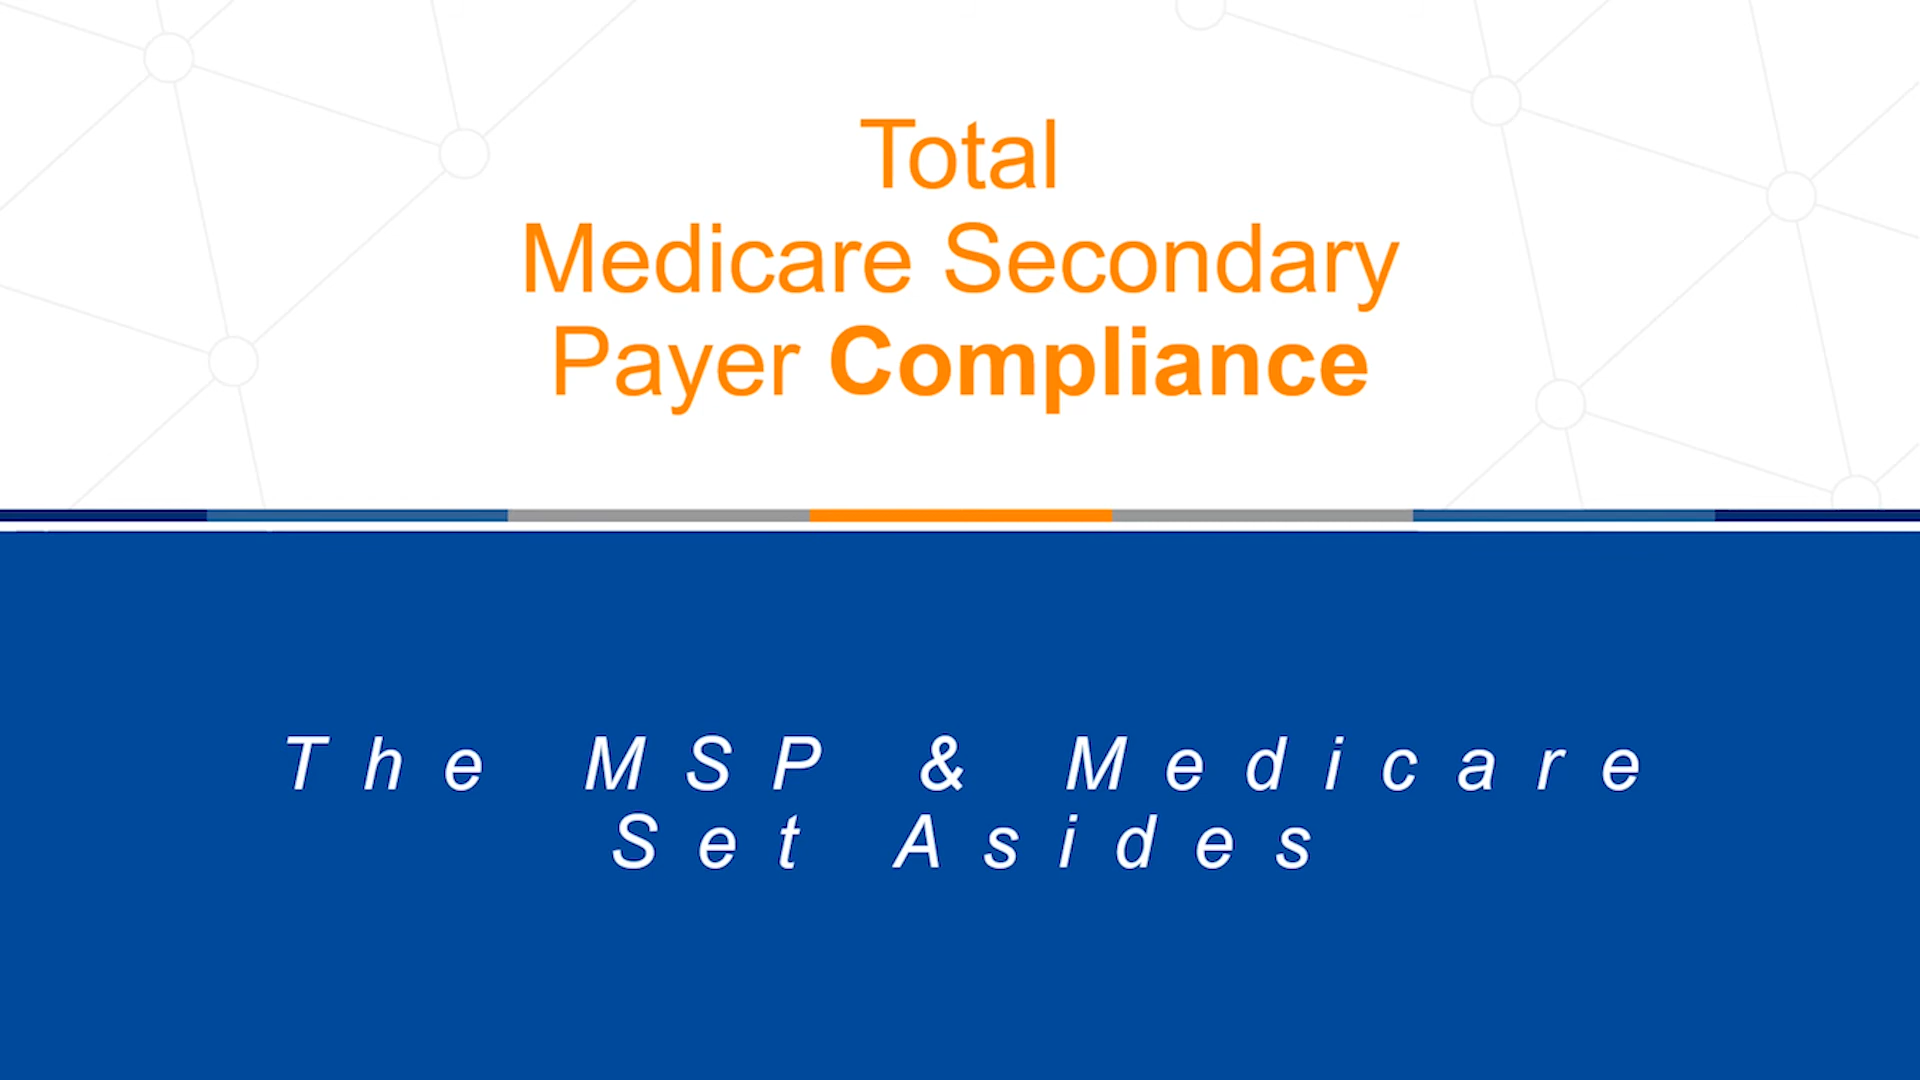 Total
Medicare Secondary
Payer Compliance
The MSP & Medicare
Set Asides